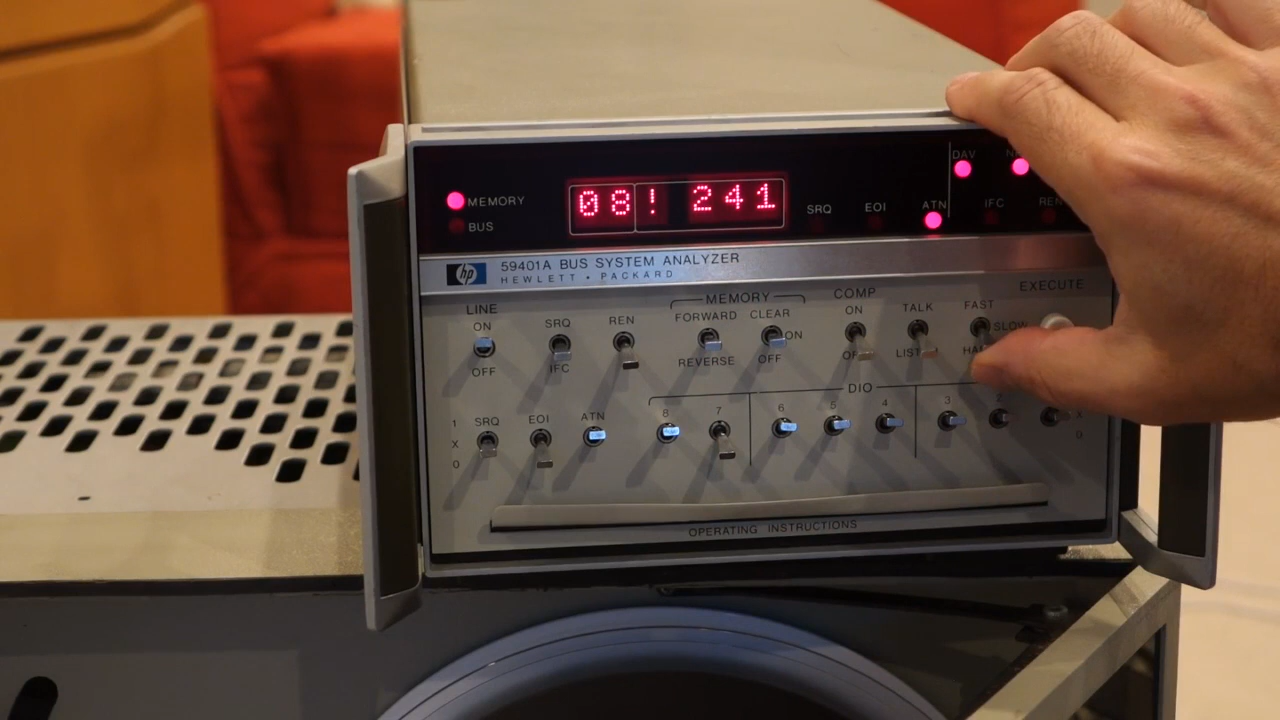 DAV
MEMORY
08! 241
BUS
SRQ EOI ATN IFC REN
hp 59401A BUS SYSTEM ANALYZER
HEWLETT • PACKARD
EXECUTE
LINE MEMORY COMP
ON SRQ REN FORWARD CLEAR ON TALK FAST
ON SLOW
OFF IFC REVERSE OFF
DIO
1 SRQ EOI ATN 8 7 6 5 4 3 2
X X
0
OPERATING INSTRUCTIONS